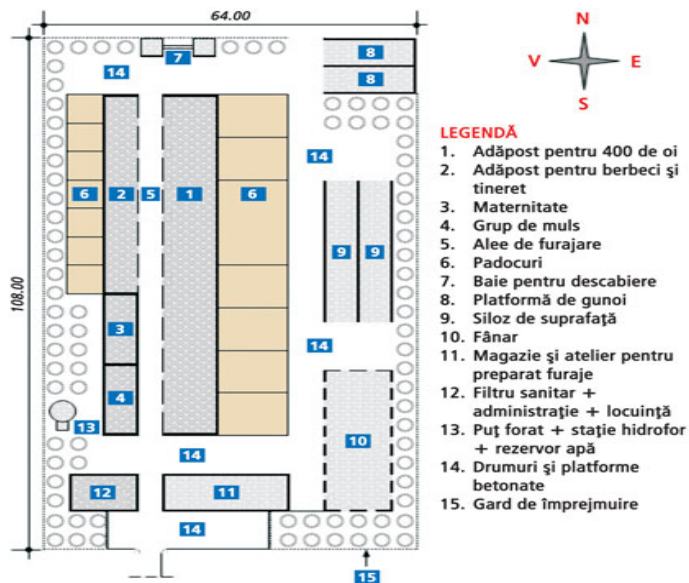 64.00
108.00
8
7
14
8
14
6
2
5
1
6
9
9
3
14
4
13
10
14
12
11
14
15
N
V
E
S
LEGENDĂ
1. Adăpost pentru 400 de oi
2. Adăpost pentru berbeci şi
tineret
3. Maternitate
4. Grup de muls
5. Alee de furajare
6. Padocuri
7. Baie pentru descabiere
8. Platformă de gunoi
9. Siloz de suprafaţă
10. Fânar
11. Magazie şi atelier pentru
preparat furaje
12. Filtru sanitar +
administraţie + locuinţă
13. Puţ forat + staţie hidrofor
+ rezervor apă
14. Drumuri şi platforme
betonate
15. Gard de împrejmuire